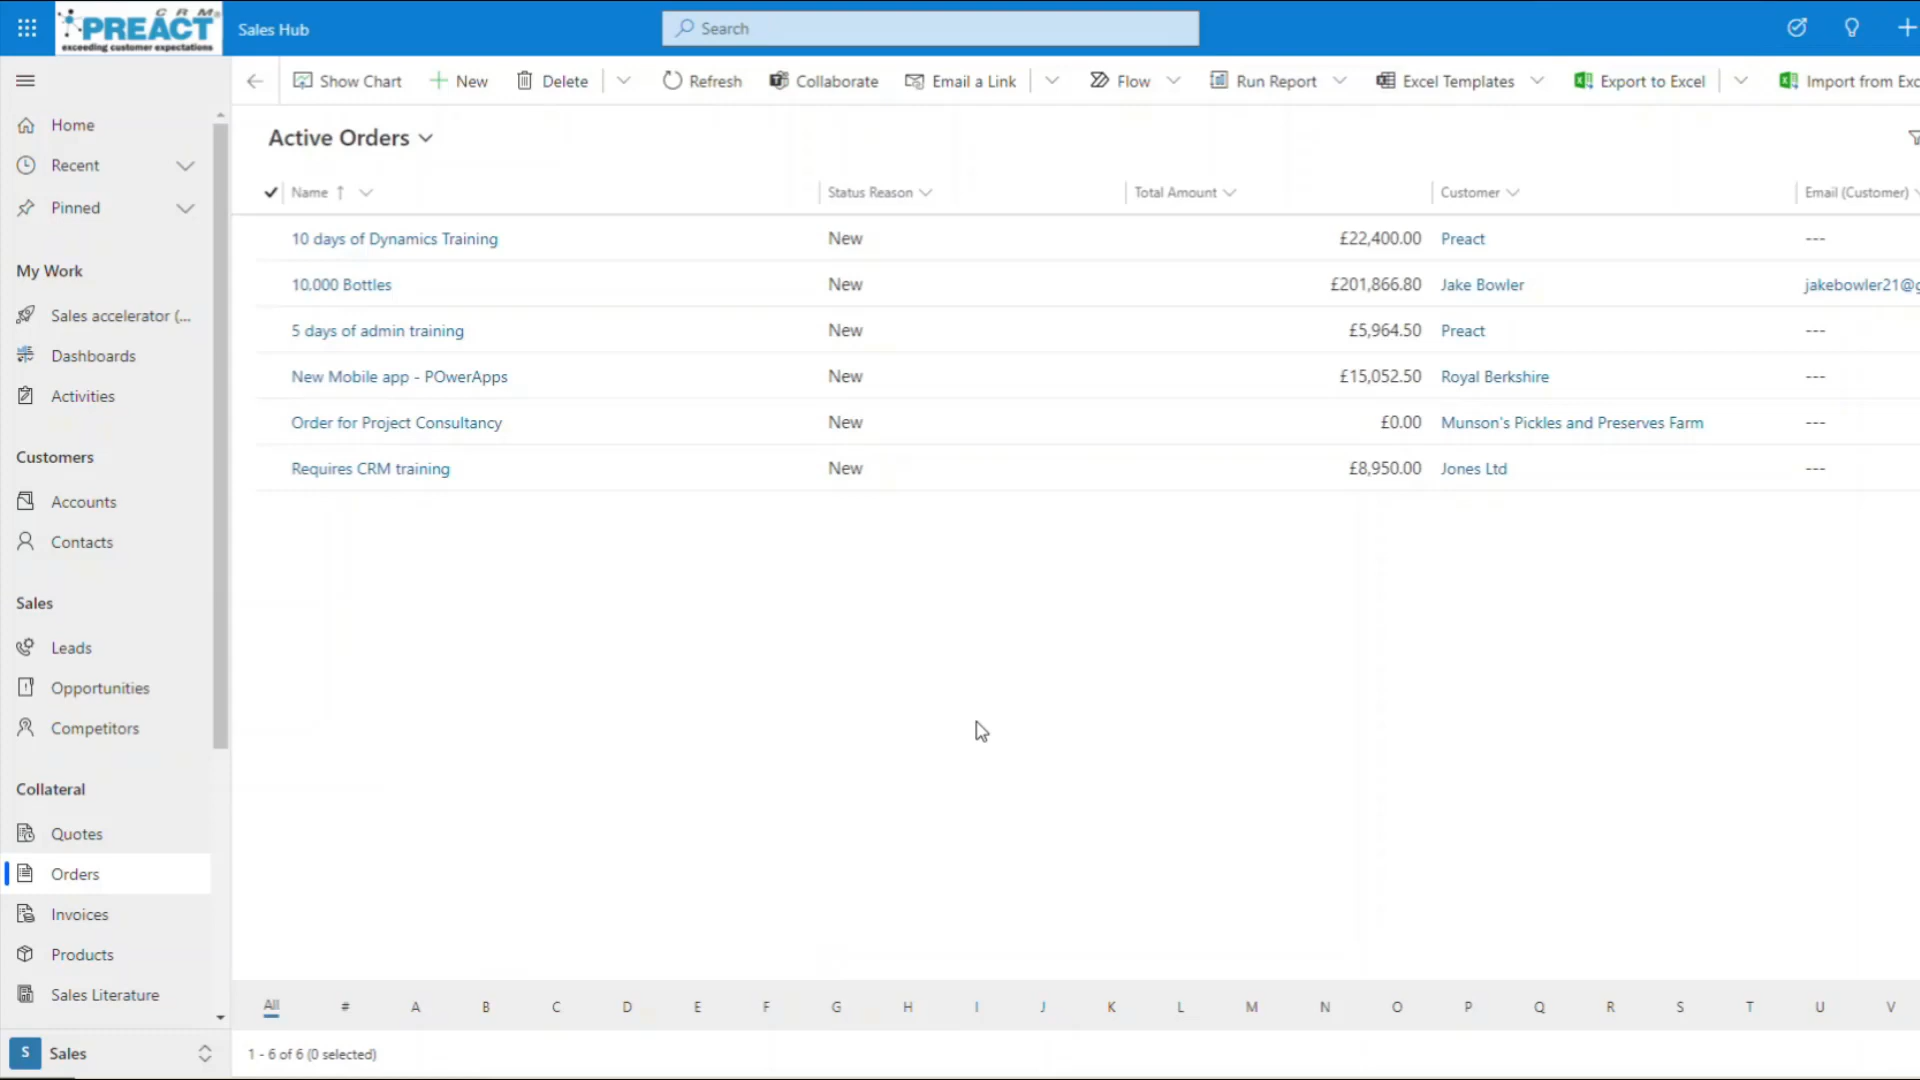 CRM
PREACT
exceeding customer expectations
Sales Hub
Search
Show Chart
New
Delete
Refresh
Collaborate
Email a Link
Flow
Run Report
Excel Templates
Export to Excel
Import from Exc
Home
Recent
Pinned
My Work
Sales accelerator (...
Dashboards
Activities
Customers
Accounts
Contacts
Sales
Leads
Opportunities
Competitors
Collateral
Quotes
Orders
Invoices
Products
Sales Literature
S Sales
Active Orders
Name Status Reason Total Amount Customer Email (Customer)
10 days of Dynamics Training New £22,400.00 Preact ---
10,000 Bottles New £201,866.80 Jake Bowler jakebowler21@g
5 days of admin training New £5,964.50 Preact ---
New Mobile app - POwerApps New £15,052.50 Royal Berkshire ---
Order for Project Consultancy New £0.00 Munson's Pickles and Preserves Farm ---
Requires CRM training New £8,950.00 Jones Ltd ---
All # A B C D E F G H I J K L M N O P Q R S T U V
1 - 6 of 6 (0 selected)